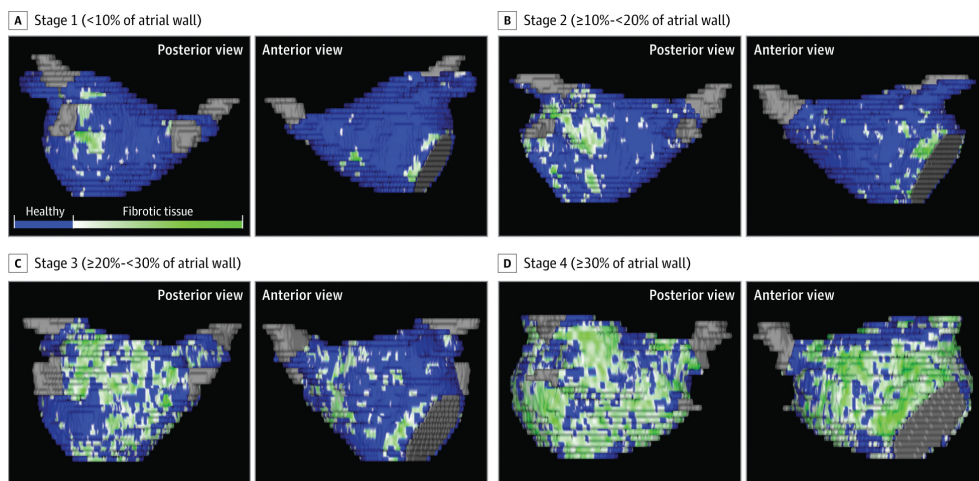 A Stage 1 (<10% of atrial wall)
Posterior view
Anterior view
Healthy
Fibrotic tissue
B Stage 2 (≥10%-<20% of atrial wall)
Posterior view
Anterior view
C Stage 3 (≥20%-<30% of atrial wall)
Posterior view
Anterior view
D Stage 4 (≥30% of atrial wall)
Posterior view
Anterior view